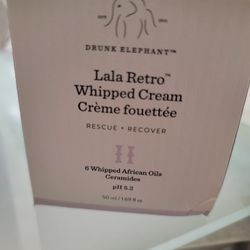 DRUNK ELEPHANT™
Lala Retro™
Whipped Cream
Crème fouettée
RESCUE • RECOVER
6 Whipped African Oils
Ceramides
pH 5.2
50 ml / 1.69 fl oz